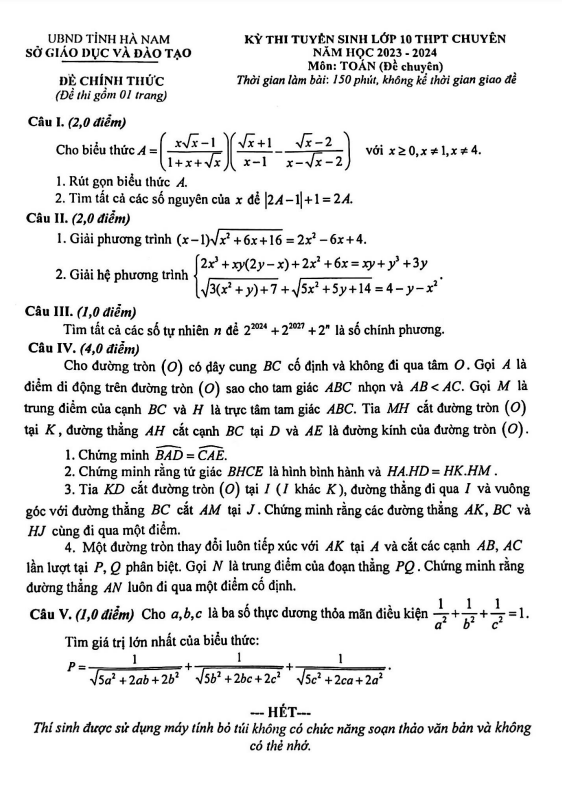 UBND TỈNH HÀ NAM
SỞ GIÁO DỤC VÀ ĐÀO TẠO
ĐỀ CHÍNH THỨC
(Đề thi gồm 01 trang)
KỲ THI TUYỂN SINH LỚP 10 THPT CHUYÊN
NĂM HỌC 2023 - 2024
Môn: TOÁN (Đề chuyên)
Thời gian làm bài: 150 phút, không kể thời gian giao đề
Câu I. (2,0 điểm)
Cho biểu thức $A=\left(\frac{x\sqrt{x}-1}{1+x+\sqrt{x}}\right)\left(\frac{\sqrt{x}+1}{x-1}-\frac{\sqrt{x}-2}{x-\sqrt{x}-2}\right)$ với $x\ge 0, x\ne 1, x\ne 4.$
1. Rút gọn biểu thức A.
2. Tìm tất cả các số nguyên của x để $|2A-1|+1=2A.$
Câu II. (2,0 điểm)
1. Giải phương trình $(x-1)\sqrt{x^2+6x+16}=2x^2-6x+4.$
2. Giải hệ phương trình $\begin{cases}2x^3+xy(2y-x)+2x^2+6x=xy+y^3+3y\\ \sqrt{3(x^2+y)+7}+\sqrt{5x^2+5y+14}=4-y-x^2\end{cases}.$
Câu III. (1,0 điểm)
Tìm tất cả các số tự nhiên n để $2^{2024}+2^{2027}+2^n$ là số chính phương.
Câu IV. (4,0 điểm)
Cho đường tròn (O) có dây cung BC cố định và không đi qua tâm O. Gọi A là
điểm di động trên đường tròn (O) sao cho tam giác ABC nhọn và AB < AC. Gọi M là
trung điểm của cạnh BC và H là trực tâm tam giác ABC. Tia MH cắt đường tròn (O)
tại K, đường thẳng AH cắt cạnh BC tại D và AE là đường kính của đường tròn (O).
1. Chứng minh $\widehat{BAD}=\widehat{CAE}.$
2. Chứng minh rằng tứ giác BHCE là hình bình hành và HA.HD = HK.HM.
3. Tia KD cắt đường tròn (O) tại I (I khác K), đường thẳng đi qua I và vuông
góc với đường thẳng BC cắt AM tại J. Chứng minh rằng các đường thẳng AK, BC và
HJ cùng đi qua một điểm.
4. Một đường tròn thay đổi luôn tiếp xúc với AK tại A và cắt các cạnh AB, AC
lần lượt tại P, Q phân biệt. Gọi N là trung điểm của đoạn thẳng PQ. Chứng minh rằng
đường thẳng AN luôn đi qua một điểm cố định.
Câu V. (1,0 điểm) Cho a,b,c là ba số thực dương thỏa mãn điều kiện $\frac{1}{a^2}+\frac{1}{b^2}+\frac{1}{c^2}=1.$
Tìm giá trị lớn nhất của biểu thức:
$P=\frac{1}{\sqrt{5a^2+2ab+2b^2}}+\frac{1}{\sqrt{5b^2+2bc+2c^2}}+\frac{1}{\sqrt{5c^2+2ca+2a^2}}.$
--- HẾT---
Thí sinh được sử dụng máy tính bỏ túi không có chức năng soạn thảo văn bản và không
có thẻ nhớ.